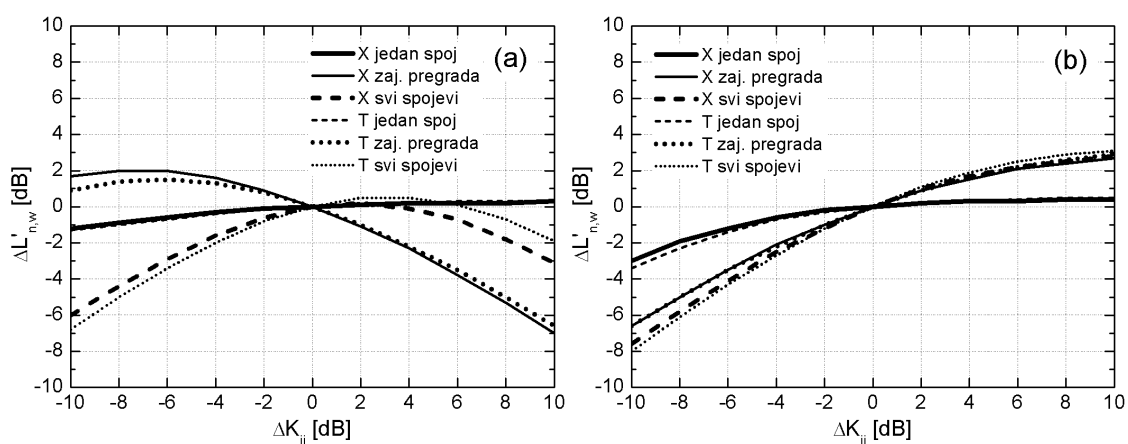 (a)
X jedan spoj
X zaj. pregrada
X svi spojevi
T jedan spoj
T zaj. pregrada
T svi spojevi
10
8
6
4
2
0
-2
-4
-6
-8
-10
ΔL'n,w [dB]
-10 -8 -6 -4 -2 0 2 4 6 8 10
ΔKij [dB]
(b)
X jedan spoj
X zaj. pregrada
X svi spojevi
T jedan spoj
T zaj. pregrada
T svi spojevi
10
8
6
4
2
0
-2
-4
-6
-8
-10
ΔL'n,w [dB]
-10 -8 -6 -4 -2 0 2 4 6 8 10
ΔKij [dB]